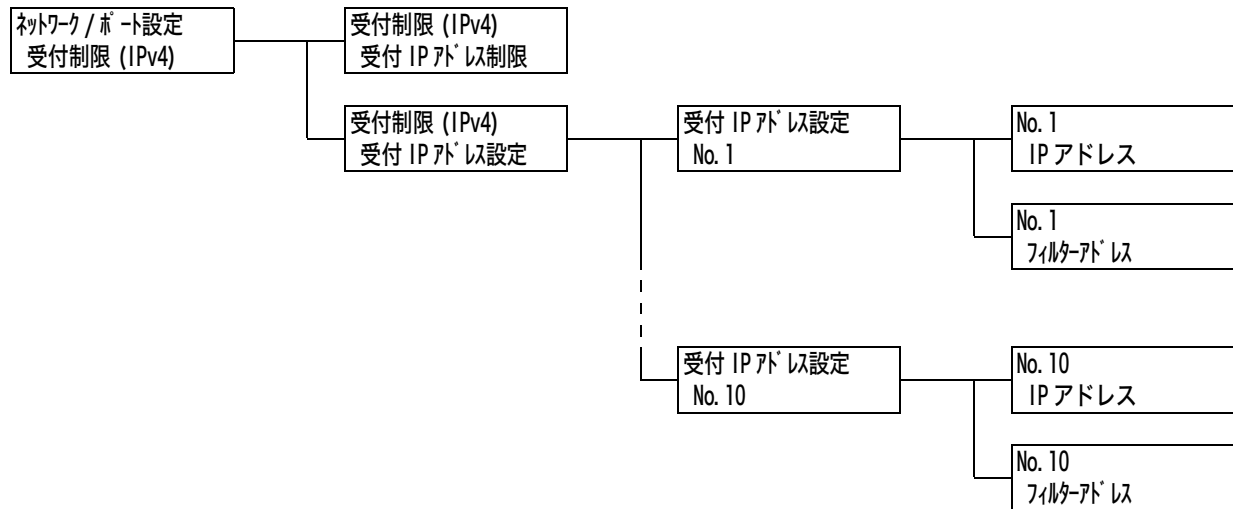 ﾈｯﾄﾜｰｸ / ﾎﾟｰﾄ設定
受付制限 (IPv4)
受付制限 (IPv4)
受付 IP ｱﾄﾞﾚｽ制限
受付制限 (IPv4)
受付 IP ｱﾄﾞﾚｽ設定
受付 IP ｱﾄﾞﾚｽ設定
No. 1
No. 1
IP アドレス
No. 1
ﾌｨﾙﾀｰｱﾄﾞﾚｽ
受付 IP ｱﾄﾞﾚｽ設定
No. 10
No. 10
IP アドレス
No. 10
ﾌｨﾙﾀｰｱﾄﾞﾚｽ